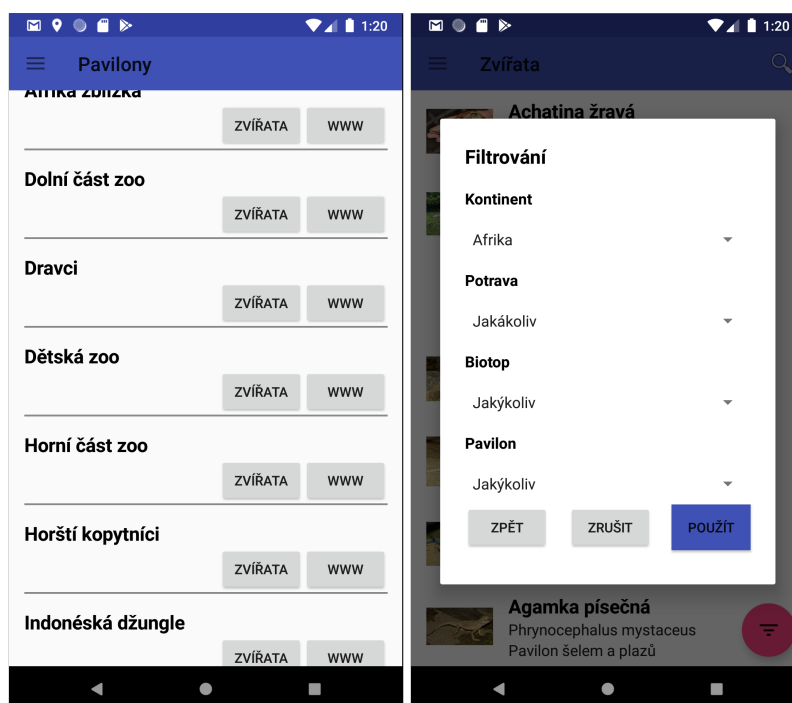 1:20
Pavilony
Afrika zblízka
ZVÍŘATA WWW
Dolní část zoo
ZVÍŘATA WWW
Dravci
ZVÍŘATA WWW
Dětská zoo
ZVÍŘATA WWW
Horní část zoo
ZVÍŘATA WWW
Horští kopytníci
ZVÍŘATA WWW
Indonéská džungle
ZVÍŘATA WWW
1:20
Zvířata
Achatina žravá
Filtrování
Kontinent
Afrika
Potrava
Jakákoliv
Biotop
Jakýkoliv
Pavilon
Jakýkoliv
ZPĚT ZRUŠIT POUŽÍT
Agamka písečná
Phrynocephalus mystaceus
Pavilon šelem a plazů